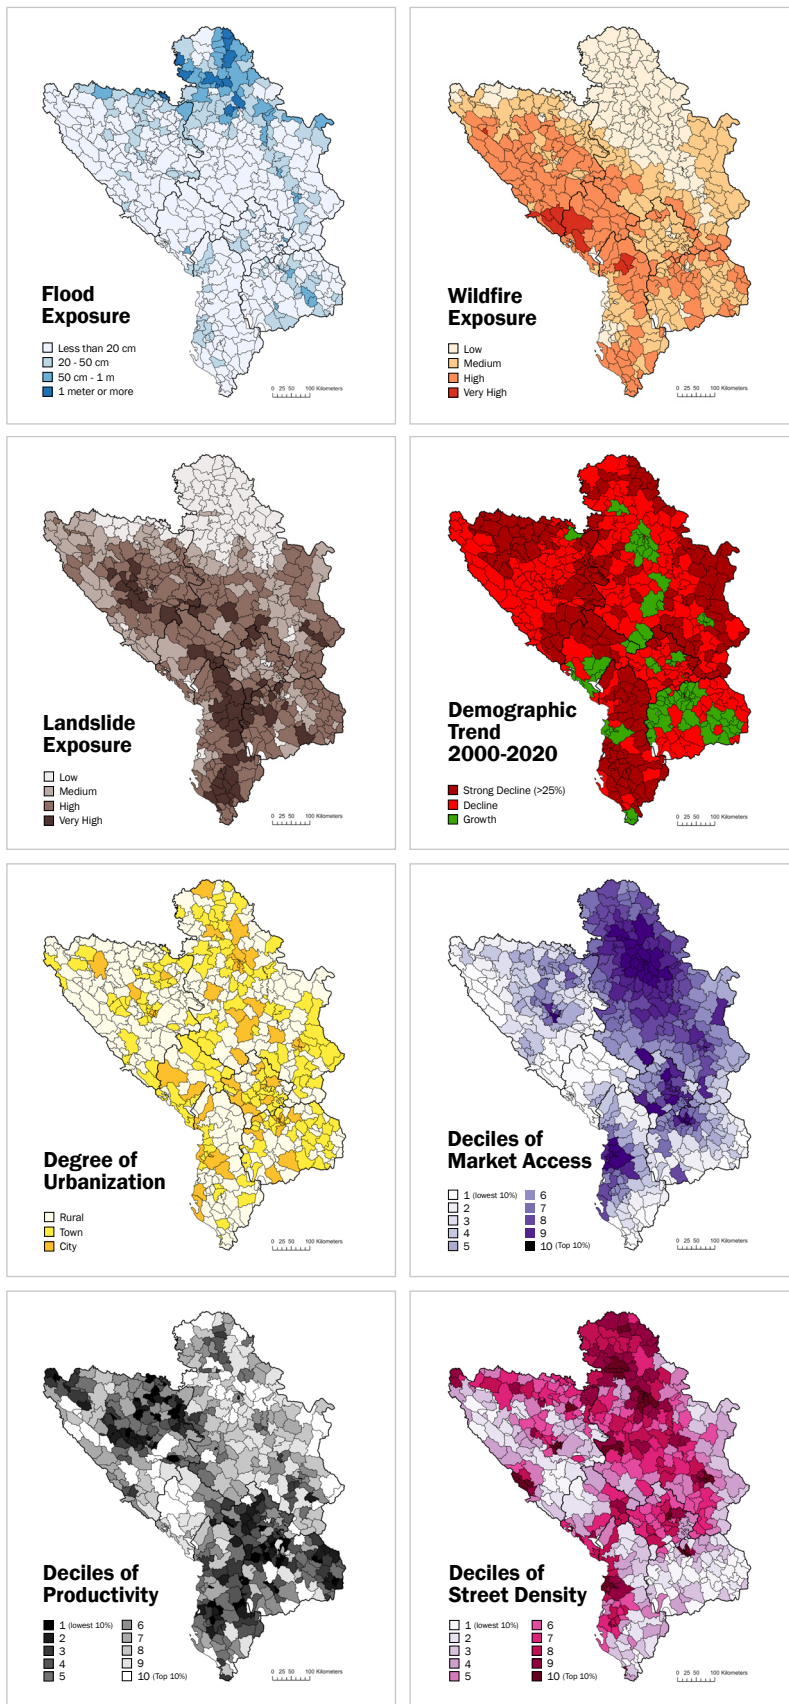 Flood
Exposure
Less than 20 cm
20 - 50 cm
50 cm - 1 m
1 meter or more
0 25 50 100 Kilometers
Wildfire
Exposure
Low
Medium
High
Very High
0 25 50 100 Kilometers
Landslide
Exposure
Low
Medium
High
Very High
0 25 50 100 Kilometers
Demographic
Trend
2000-2020
Strong Decline (>25%)
Decline
Growth
0 25 50 100 Kilometers
Degree of
Urbanization
Rural
Town
City
0 25 50 100 Kilometers
Deciles of
Market Access
1 (lowest 10%) 6
2 7
3 8
4 9
5 10 (Top 10%)
0 25 50 100 Kilometers
Deciles of
Productivity
1 (lowest 10%) 6
2 7
3 8
4 9
5 10 (Top 10%)
0 25 50 100 Kilometers
Deciles of
Street Density
1 (lowest 10%) 6
2 7
3 8
4 9
5 10 (Top 10%)
0 25 50 100 Kilometers